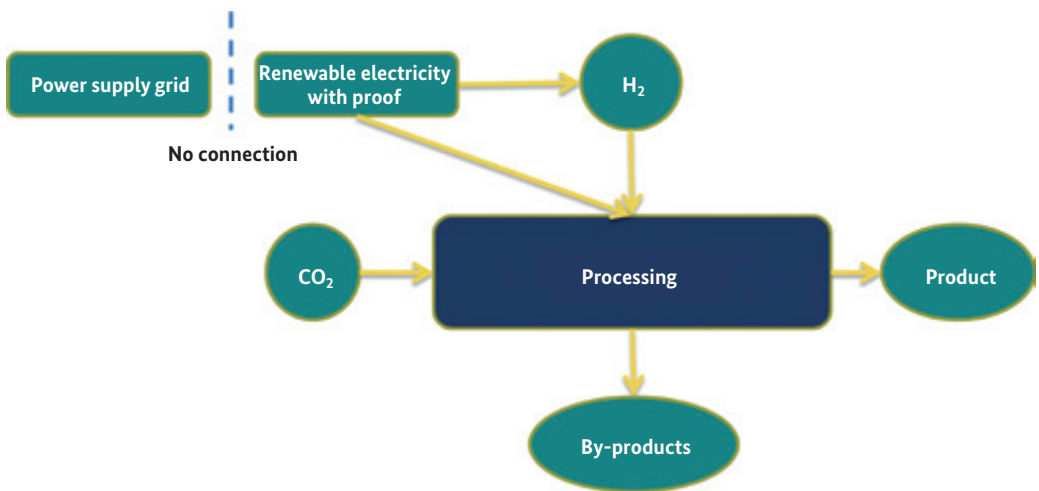 Power supply grid
Renewable electricity
with proof
H₂
No connection
CO₂
Processing
Product
By-products